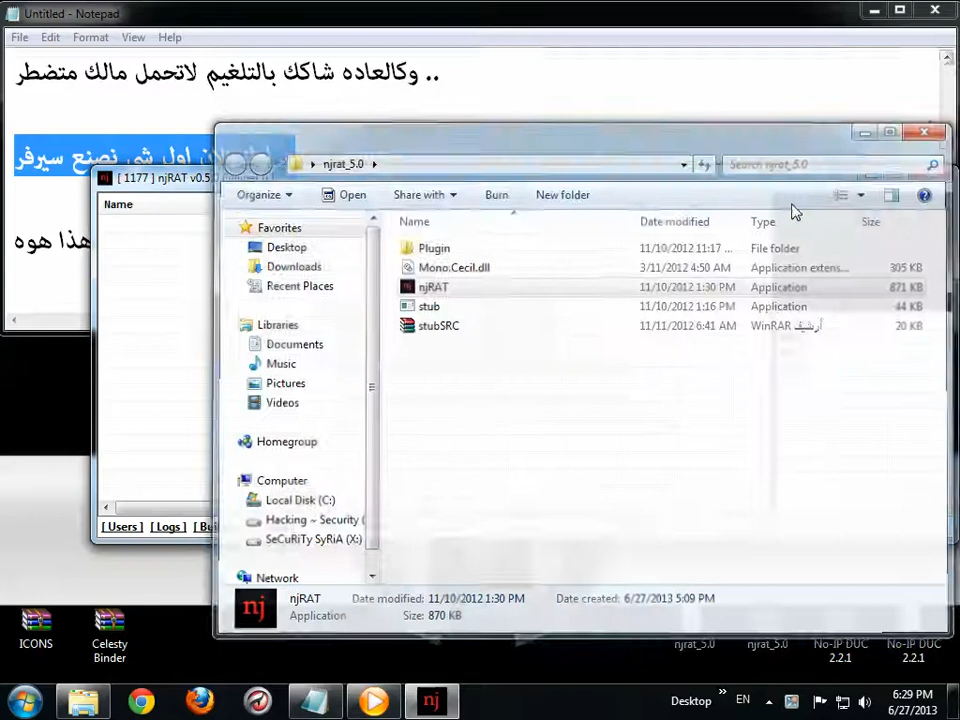 Untitled - Notepad
File Edit Format View Help
وكالعاده شاكك بالتلغيم لاتحمل مالك متضطر ..
اول شي نصنع سيرفر
هذا هوه
[ 1177 ] njRAT v0.5
Name
[ Users ] [ Logs ]
njrat_5.0
Search njrat_5.0
Organize Open Share with Burn New folder
Favorites
Desktop
Downloads
Recent Places
Libraries
Documents
Music
Pictures
Videos
Homegroup
Computer
Local Disk (C:)
Hacking ~ Security (
SeCuRiTy SyRiA (X:)
Network
Name Date modified Type Size
Plugin 11/10/2012 11:17 ... File folder
Mono.Cecil.dll 3/11/2012 4:50 AM Application extens... 305 KB
njRAT 11/10/2012 1:30 PM Application 871 KB
stub 11/10/2012 1:16 PM Application 44 KB
stubSRC 11/11/2012 6:41 AM أرشيف WinRAR 20 KB
nj
njRAT Date modified: 11/10/2012 1:30 PM Date created: 6/27/2013 5:09 PM
Application Size: 870 KB
ICONS
Celesty Binder
njrat_5.0
njrat_5.0
No-IP DUC 2.2.1
No-IP DUC 2.2.1
nj
Desktop » EN
6:29 PM
6/27/2013